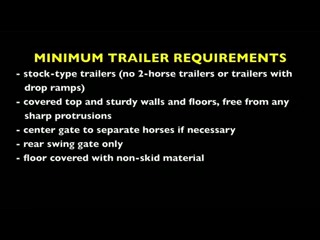 MINIMUM TRAILER REQUIREMENTS
- stock-type trailers (no 2-horse trailers or trailers with
drop ramps)
- covered top and sturdy walls and floors, free from any
sharp protrusions
- center gate to separate horses if necessary
- rear swing gate only
- floor covered with non-skid material